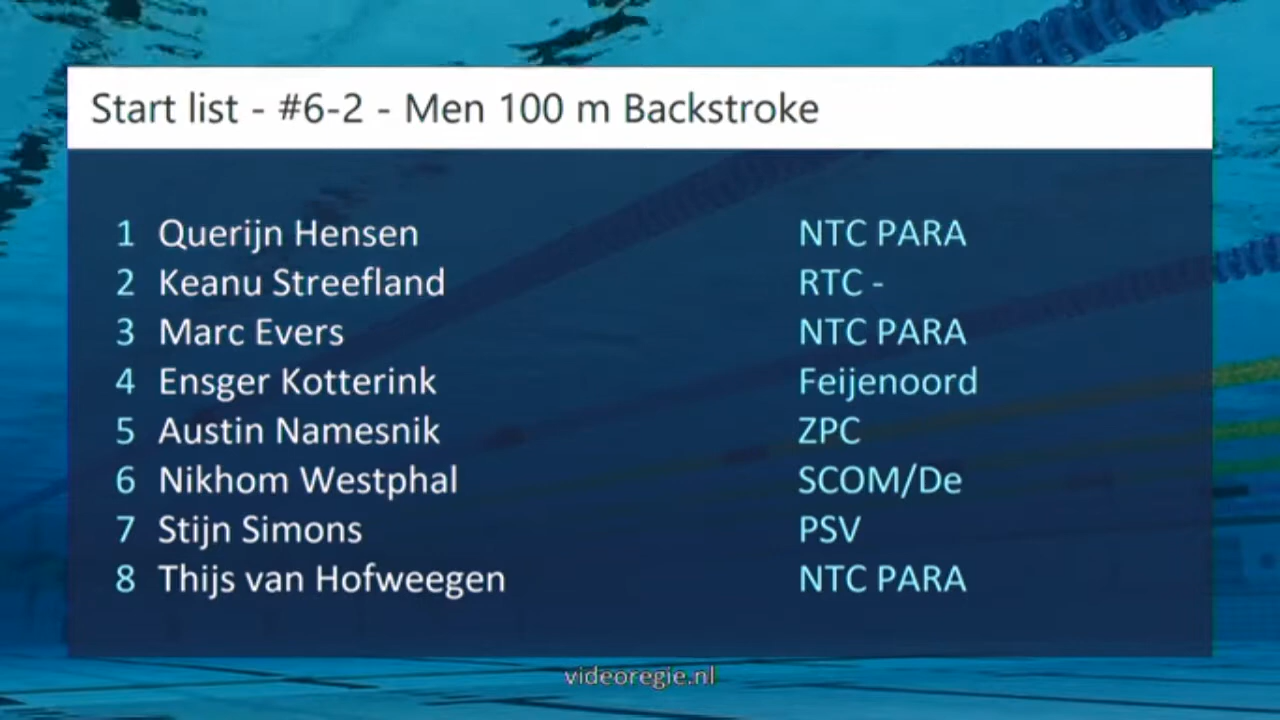 Start list - #6-2 - Men 100 m Backstroke
1 Querijn Hensen NTC PARA
2 Keanu Streefland RTC -
3 Marc Evers NTC PARA
4 Ensger Kotterink Feijenoord
5 Austin Namesnik ZPC
6 Nikhom Westphal SCOM/De
7 Stijn Simons PSV
8 Thijs van Hofweegen NTC PARA
videoregie.nl